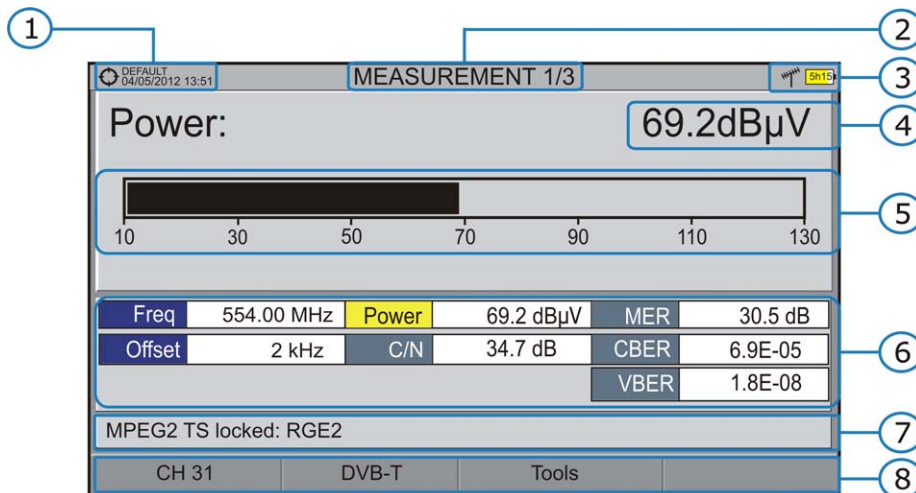 1
2
DEFAULT
04/05/2012 13:51
MEASUREMENT 1/3
5h15
3
Power:
69.2dBµV
4
5
10 30 50 70 90 110 130
Freq 554.00 MHz Power 69.2 dBµV MER 30.5 dB
Offset 2 kHz C/N 34.7 dB CBER 6.9E-05
6
VBER 1.8E-08
MPEG2 TS locked: RGE2
7
CH 31 DVB-T Tools
8